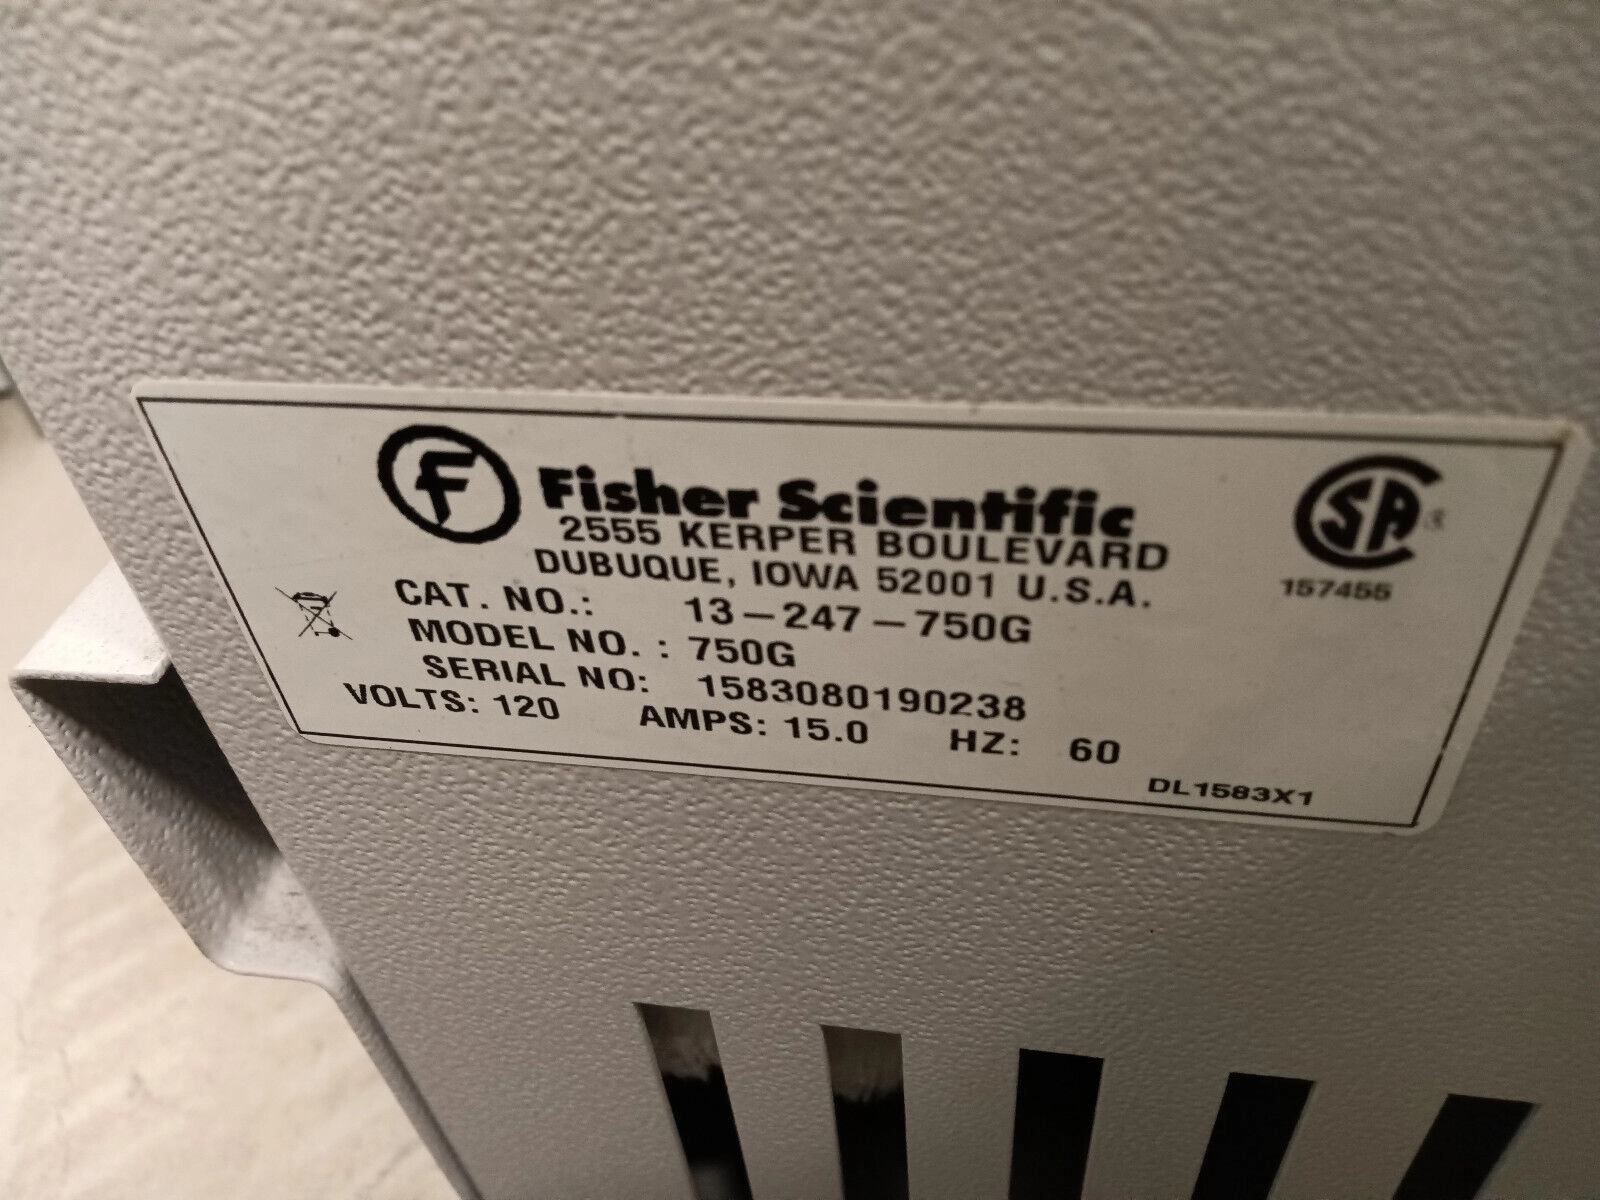 F Fisher Scientific
2555 KERPER BOULEVARD
DUBUQUE, IOWA 52001 U.S.A.
CAT. NO.: 13-247-750G
MODEL NO. : 750G
SERIAL NO: 1583080190238
VOLTS: 120 AMPS: 15.0 HZ: 60
DL1583X1
SA ®
157455